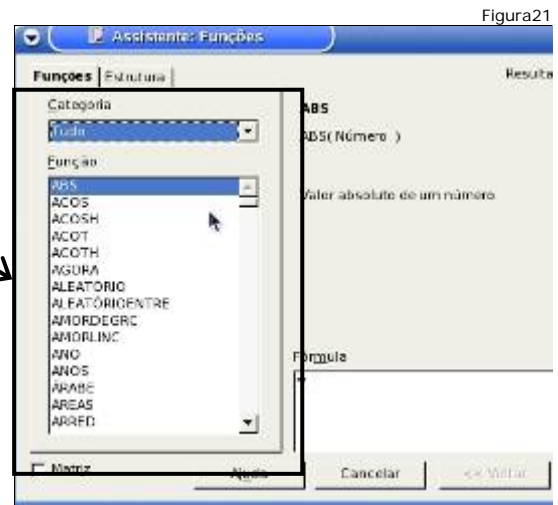 Figura21
Assistente: Funções
Funções Estrutura
Resulta
Categoria
Tudo
Função
ABS
ACOS
ACOSH
ACOT
ACOTH
AGORA
ALEATÓRIO
ALEATÓRIOENTRE
AMORDEGRC
AMORLINC
ANO
ANOS
ÁRABE
ÁREAS
ARRED
ABS
ABS( Número )
Valor absoluto de um número.
Fórmula
=
Matriz
Ajuda
Cancelar
<< Voltar